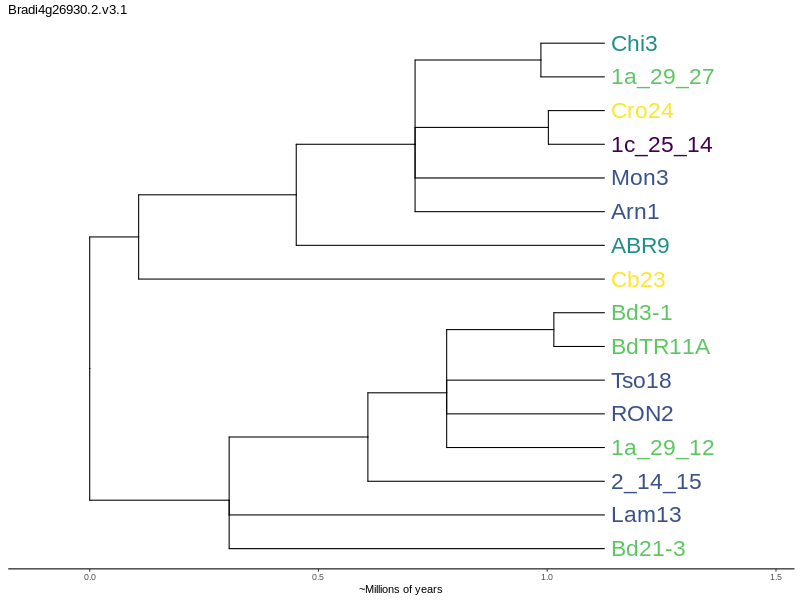 Bradi4g26930.2.v3.1
Chi3
1a_29_27
Cro24
1c_25_14
Mon3
Arn1
ABR9
Cb23
Bd3-1
BdTR11A
Tso18
RON2
1a_29_12
2_14_15
Lam13
Bd21-3
0.0 0.5 1.0 1.5
~Millions of years